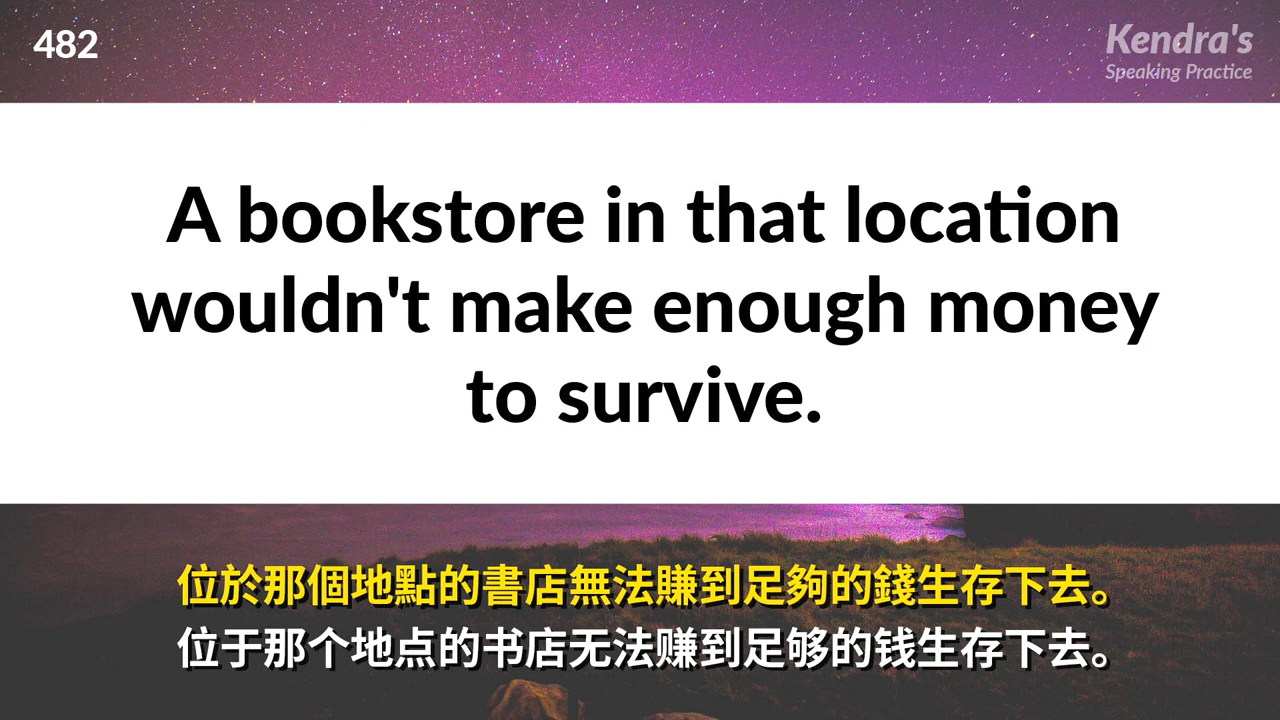 482
Kendra's
Speaking Practice
A bookstore in that location
wouldn't make enough money
to survive.
位於那個地點的書店無法賺到足夠的錢生存下去。
位于那个地点的书店无法赚到足够的钱生存下去。